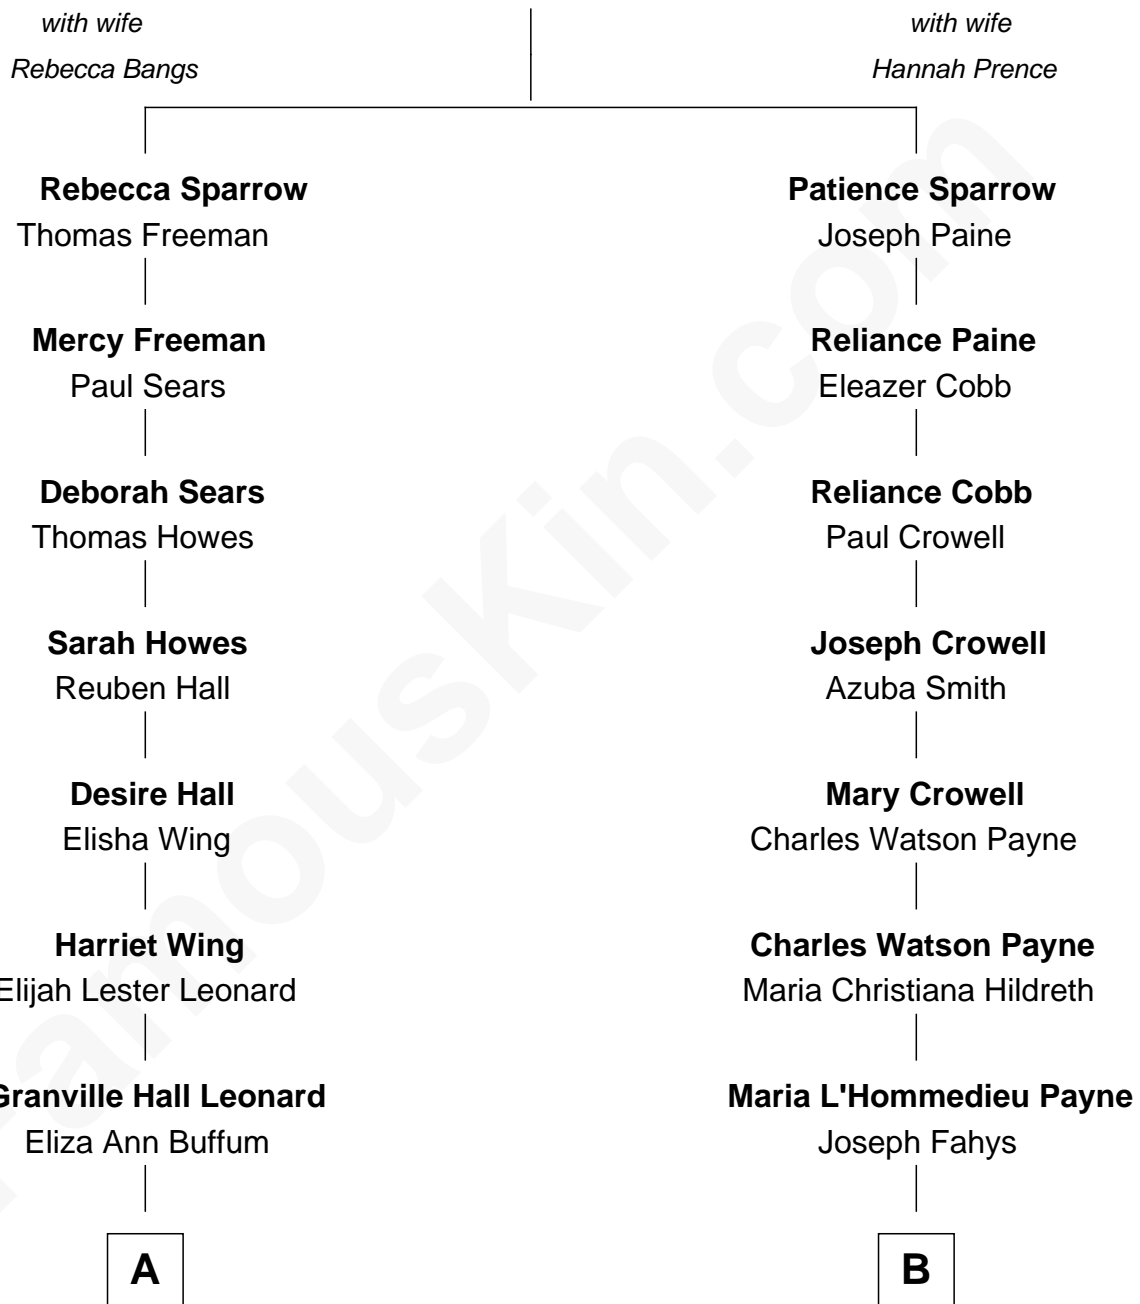 with wife
Rebecca Bangs
with wife
Hannah Prence
Rebecca Sparrow
Thomas Freeman
Patience Sparrow
Joseph Paine
Mercy Freeman
Paul Sears
Reliance Paine
Eleazer Cobb
Deborah Sears
Thomas Howes
Reliance Cobb
Paul Crowell
Sarah Howes
Reuben Hall
Joseph Crowell
Azuba Smith
Desire Hall
Elisha Wing
Mary Crowell
Charles Watson Payne
Harriet Wing
Elijah Lester Leonard
Charles Watson Payne
Maria Christiana Hildreth
Granville Hall Leonard
Eliza Ann Buffum
Maria L'Hommedieu Payne
Joseph Fahys
A
B
FamousKin.com